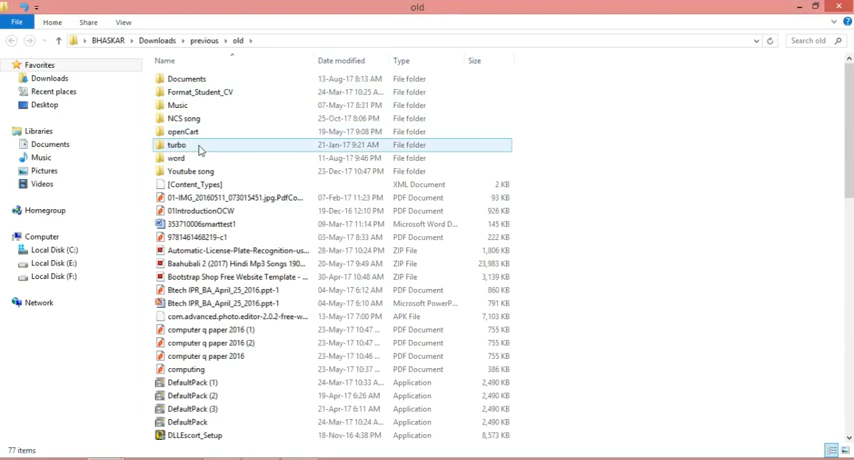 old
File Home Share View
BHASKAR Downloads previous old
Search old
Name Date modified Type Size
Favorites
Downloads
Recent places
Desktop
Libraries
Documents
Music
Pictures
Videos
Homegroup
Computer
Local Disk (C:)
Local Disk (E:)
Local Disk (F:)
Network
Documents 13-Aug-17 8:13 AM File folder
Format_Student_CV 24-Mar-17 10:25 A... File folder
Music 07-May-17 8:31 PM File folder
NCS song 25-Oct-17 8:06 PM File folder
openCart 19-May-17 9:08 PM File folder
turbo 21-Jan-17 9:21 AM File folder
word 11-Aug-17 9:46 PM File folder
Youtube song 23-Dec-17 10:47 PM File folder
[Content_Types] XML Document 2 KB
01-IMG_20160511_073015451.jpg.PdfCo... 07-Feb-17 11:23 PM PDF Document 93 KB
01IntroductionOCW 19-Dec-16 12:10 PM PDF Document 926 KB
353710006smarttest1 09-Mar-17 11:14 PM Microsoft Word D... 145 KB
9781461468219-c1 03-May-17 8:33 AM PDF Document 222 KB
Automatic-License-Plate-Recognition-us... 28-Mar-17 10:24 PM ZIP File 1,806 KB
Baahubali 2 (2017) Hindi Mp3 Songs 190... 20-May-17 9:49 AM ZIP File 23,983 KB
Bootstrap Shop Free Website Template - ... 30-Apr-17 10:48 AM ZIP File 3,139 KB
Btech IPR_BA_April_25_2016.ppt-1 04-May-17 6:12 AM PDF Document 860 KB
Btech IPR_BA_April_25_2016.ppt-1 04-May-17 6:10 AM Microsoft PowerP... 791 KB
com.advanced.photo.editor-2.0.2-free-w... 13-May-17 7:00 PM APK File 7,103 KB
computer q paper 2016 (1) 23-May-17 10:47 ... PDF Document 755 KB
computer q paper 2016 (2) 23-May-17 10:47 ... PDF Document 755 KB
computer q paper 2016 23-May-17 10:46 ... PDF Document 755 KB
computing 23-May-17 10:37 ... PDF Document 386 KB
DefaultPack (1) 24-Mar-17 10:33 A... Application 2,490 KB
DefaultPack (2) 19-Apr-17 6:26 AM Application 2,490 KB
DefaultPack (3) 21-Apr-17 6:11 AM Application 2,490 KB
DefaultPack 24-Mar-17 10:24 A... Application 2,490 KB
DLLEscort_Setup 18-Nov-16 4:38 PM Application 8,573 KB
77 items